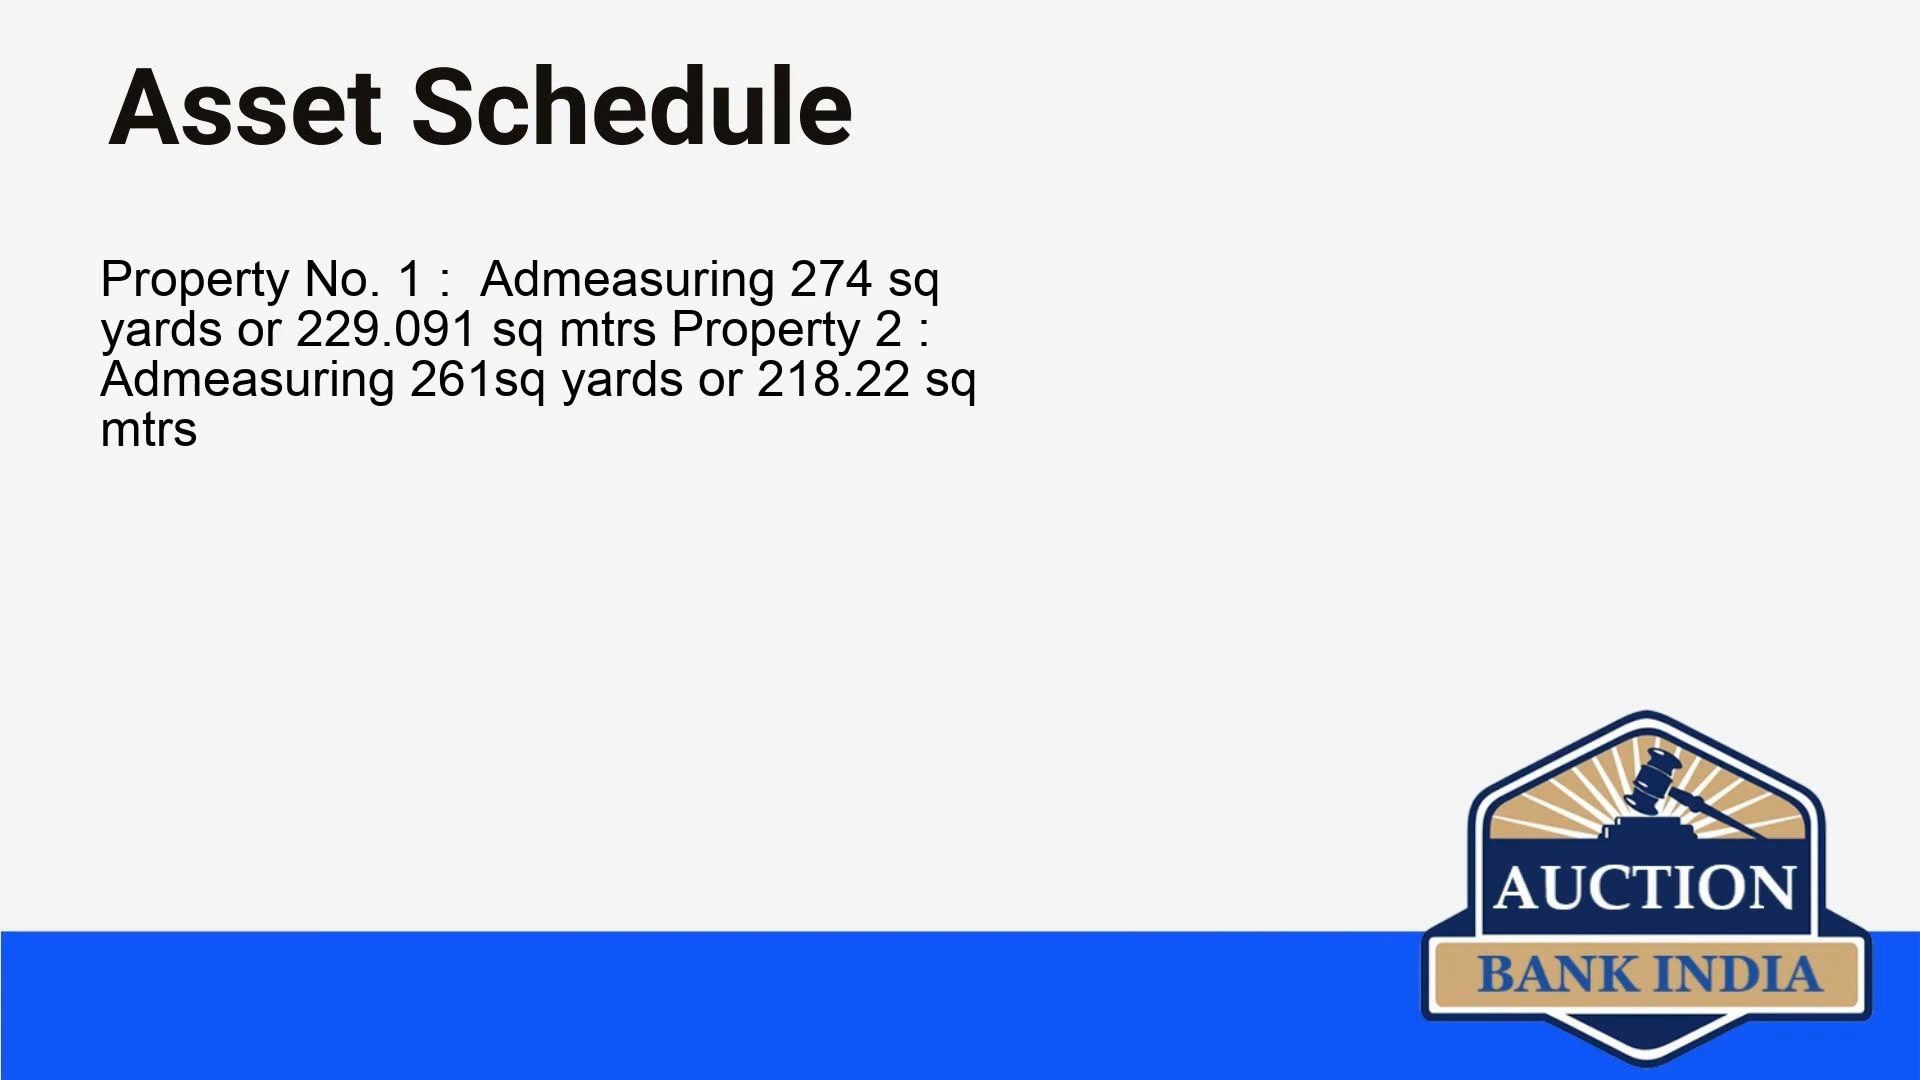 Asset Schedule
Property No. 1 :  Admeasuring 274 sq
yards or 229.091 sq mtrs Property 2 :
Admeasuring 261sq yards or 218.22 sq
mtrs
AUCTION
BANK INDIA